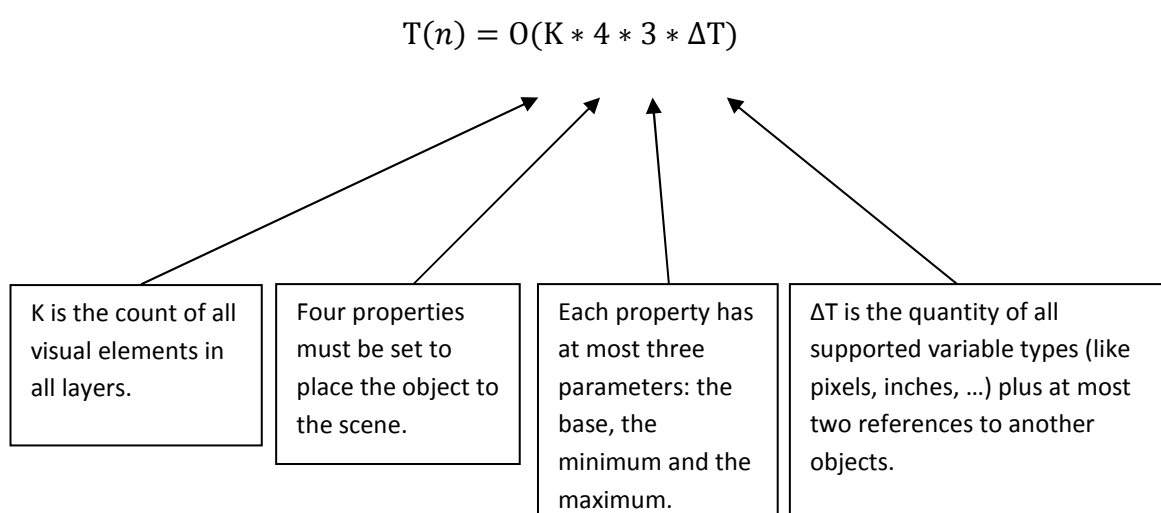 T(n) = O(K ∗ 4 ∗ 3 ∗ ΔT)
K is the count of all
visual elements in
all layers.
Four properties
must be set to
place the object to
the scene.
Each property has
at most three
parameters: the
base, the
minimum and the
maximum.
ΔT is the quantity of all
supported variable types (like
pixels, inches, …) plus at most
two references to another
objects.